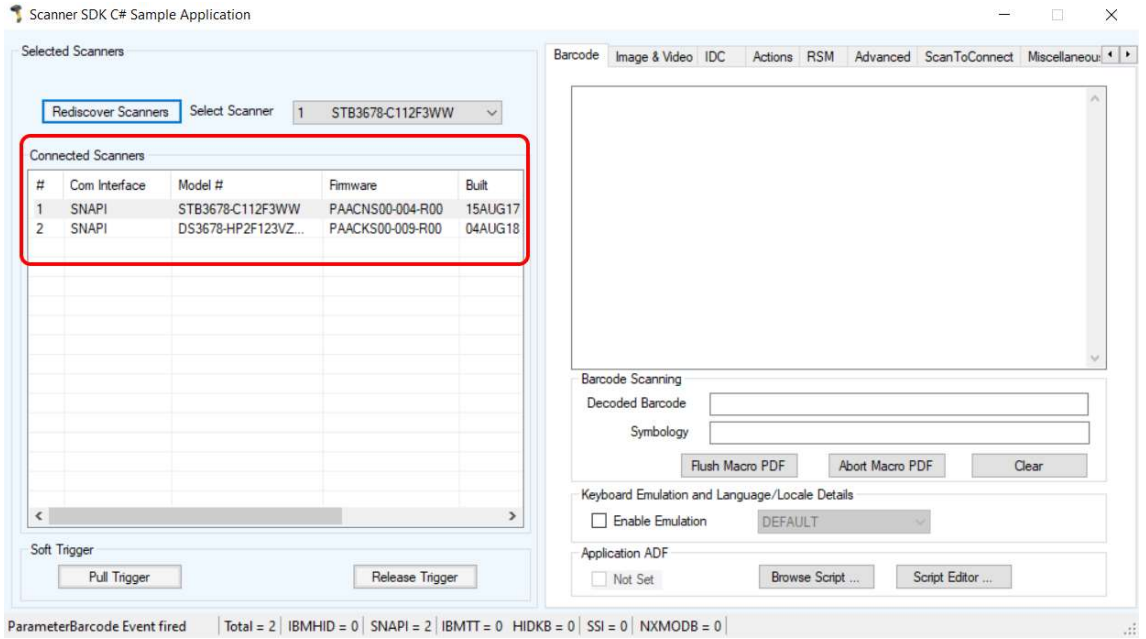 Scanner SDK C# Sample Application
Selected Scanners
Rediscover Scanners Select Scanner 1 STB3678-C112F3WW
Connected Scanners
# Com Interface Model # Firmware Built
1 SNAPI STB3678-C112F3WW PAACNS00-004-R00 15AUG17
2 SNAPI DS3678-HP2F123VZ... PAACKS00-009-R00 04AUG18
Soft Trigger
Pull Trigger Release Trigger
Barcode Image & Video IDC Actions RSM Advanced ScanToConnect Miscellaneou
Barcode Scanning
Decoded Barcode
Symbology
Flush Macro PDF Abort Macro PDF Clear
Keyboard Emulation and Language/Locale Details
Enable Emulation DEFAULT
Application ADF
Not Set Browse Script ... Script Editor ...
ParameterBarcode Event fired Total = 2 IBMHID = 0 SNAPI = 2 IBMTT = 0 HIDKB = 0 SSI = 0 NXMODB = 0